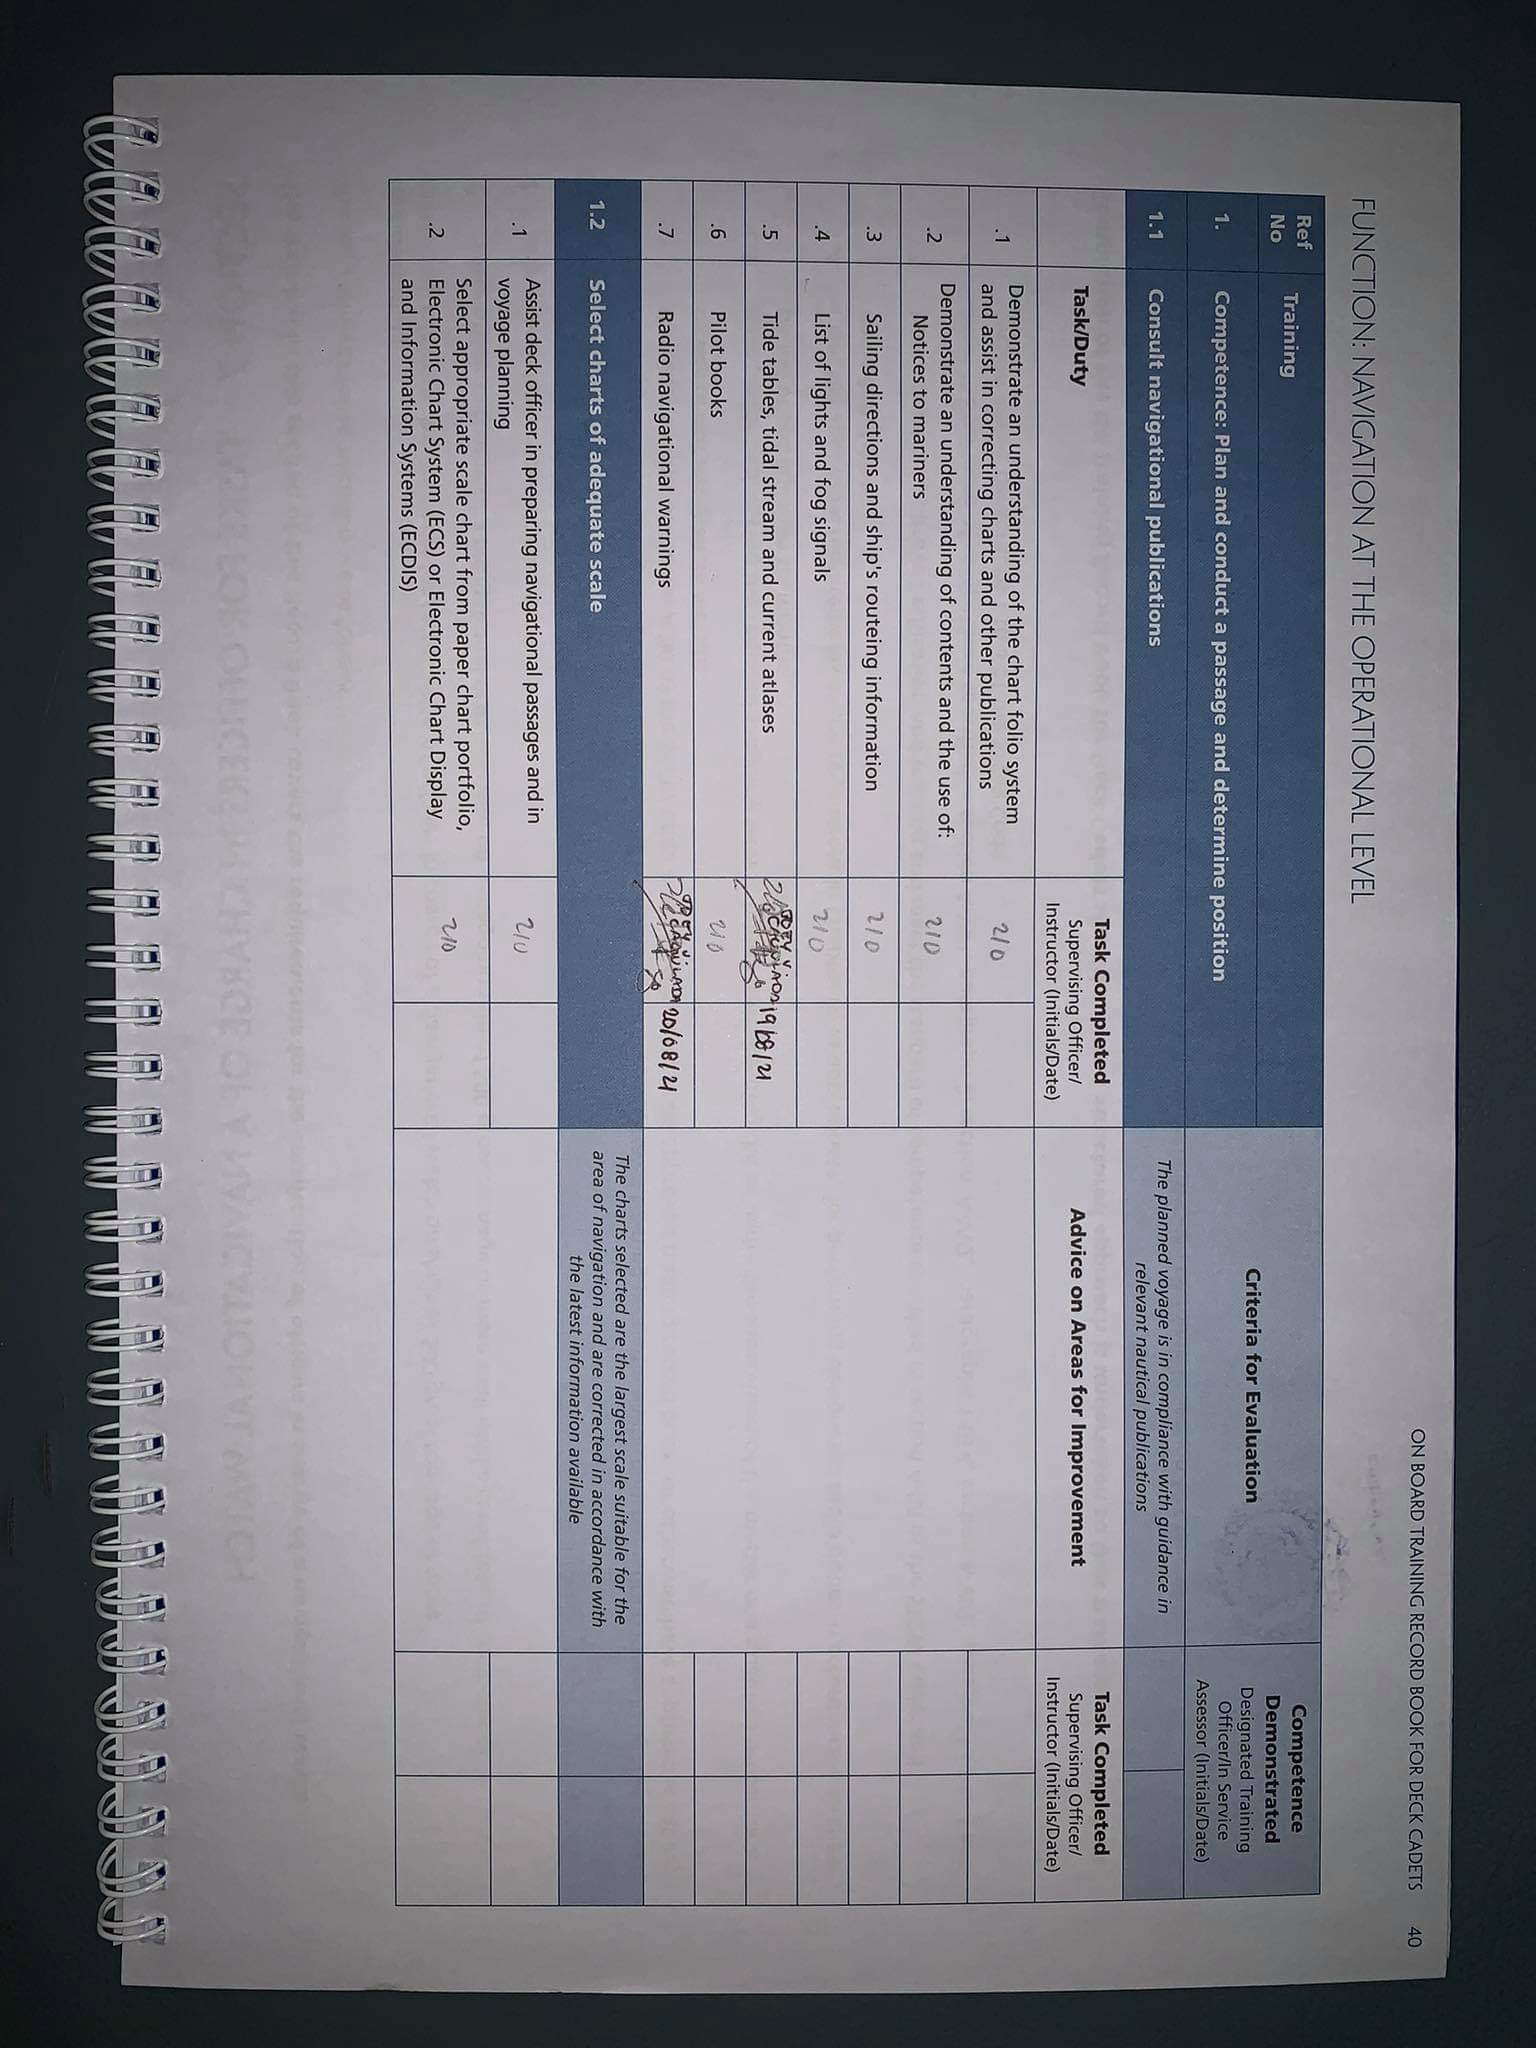 ON BOARD TRAINING RECORD BOOK FOR DECK CADETS 40
FUNCTION: NAVIGATION AT THE OPERATIONAL LEVEL
Ref
No
Training
Criteria for Evaluation
Competence
Demonstrated
Designated Training
Officer/In Service
Assessor (Initials/Date)
1. Competence: Plan and conduct a passage and determine position
1.1 Consult navigational publications
The planned voyage is in compliance with guidance in
relevant nautical publications
Task/Duty
Task Completed
Supervising Officer/
Instructor (Initials/Date)
Advice on Areas for Improvement
Task Completed
Supervising Officer/
Instructor (Initials/Date)
.1 Demonstrate an understanding of the chart folio system
and assist in correcting charts and other publications
2/0
.2 Demonstrate an understanding of contents and the use of:
Notices to mariners
2/0
.3 Sailing directions and ship's routeing information
2/0
.4 List of lights and fog signals
2/0
.5 Tide tables, tidal stream and current atlases
19/08/21
.6 Pilot books
2/0
.7 Radio navigational warnings
20/08/21
1.2 Select charts of adequate scale
The charts selected are the largest scale suitable for the
area of navigation and are corrected in accordance with
the latest information available
.1 Assist deck officer in preparing navigational passages and in
voyage planning
2/0
.2 Select appropriate scale chart from paper chart portfolio,
Electronic Chart System (ECS) or Electronic Chart Display
and Information Systems (ECDIS)
2/0